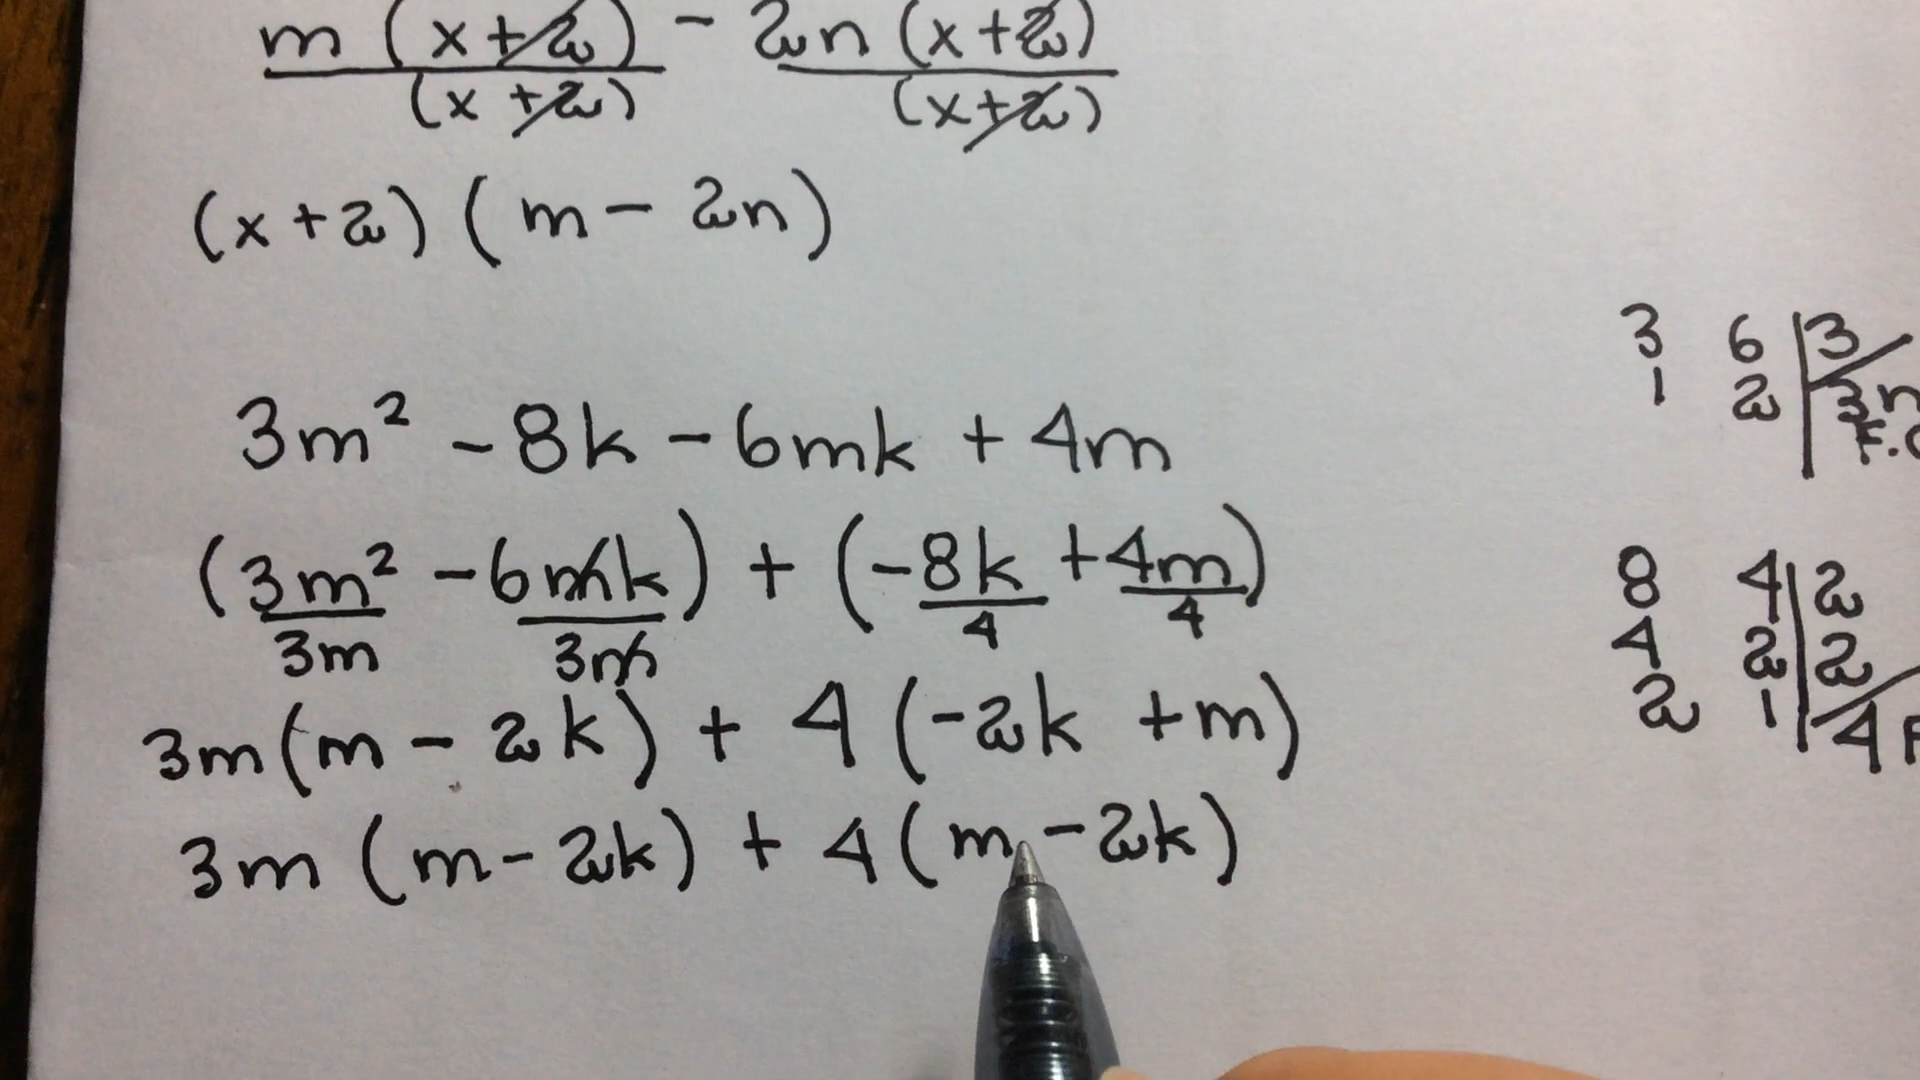 m (x+2) - 2n (x+2)
(x+2) (x+2)
(x+2) (m - 2n)
3m² - 8k - 6mk + 4m
(3m² - 6mk) + (-8k + 4m)
3m 3m 4 4
3m(m - 2k) + 4 (-2k + m)
3m (m - 2k) + 4 (m - 2k)
3 6 3
1 2
8 4 2
4 2 2
2 1 4